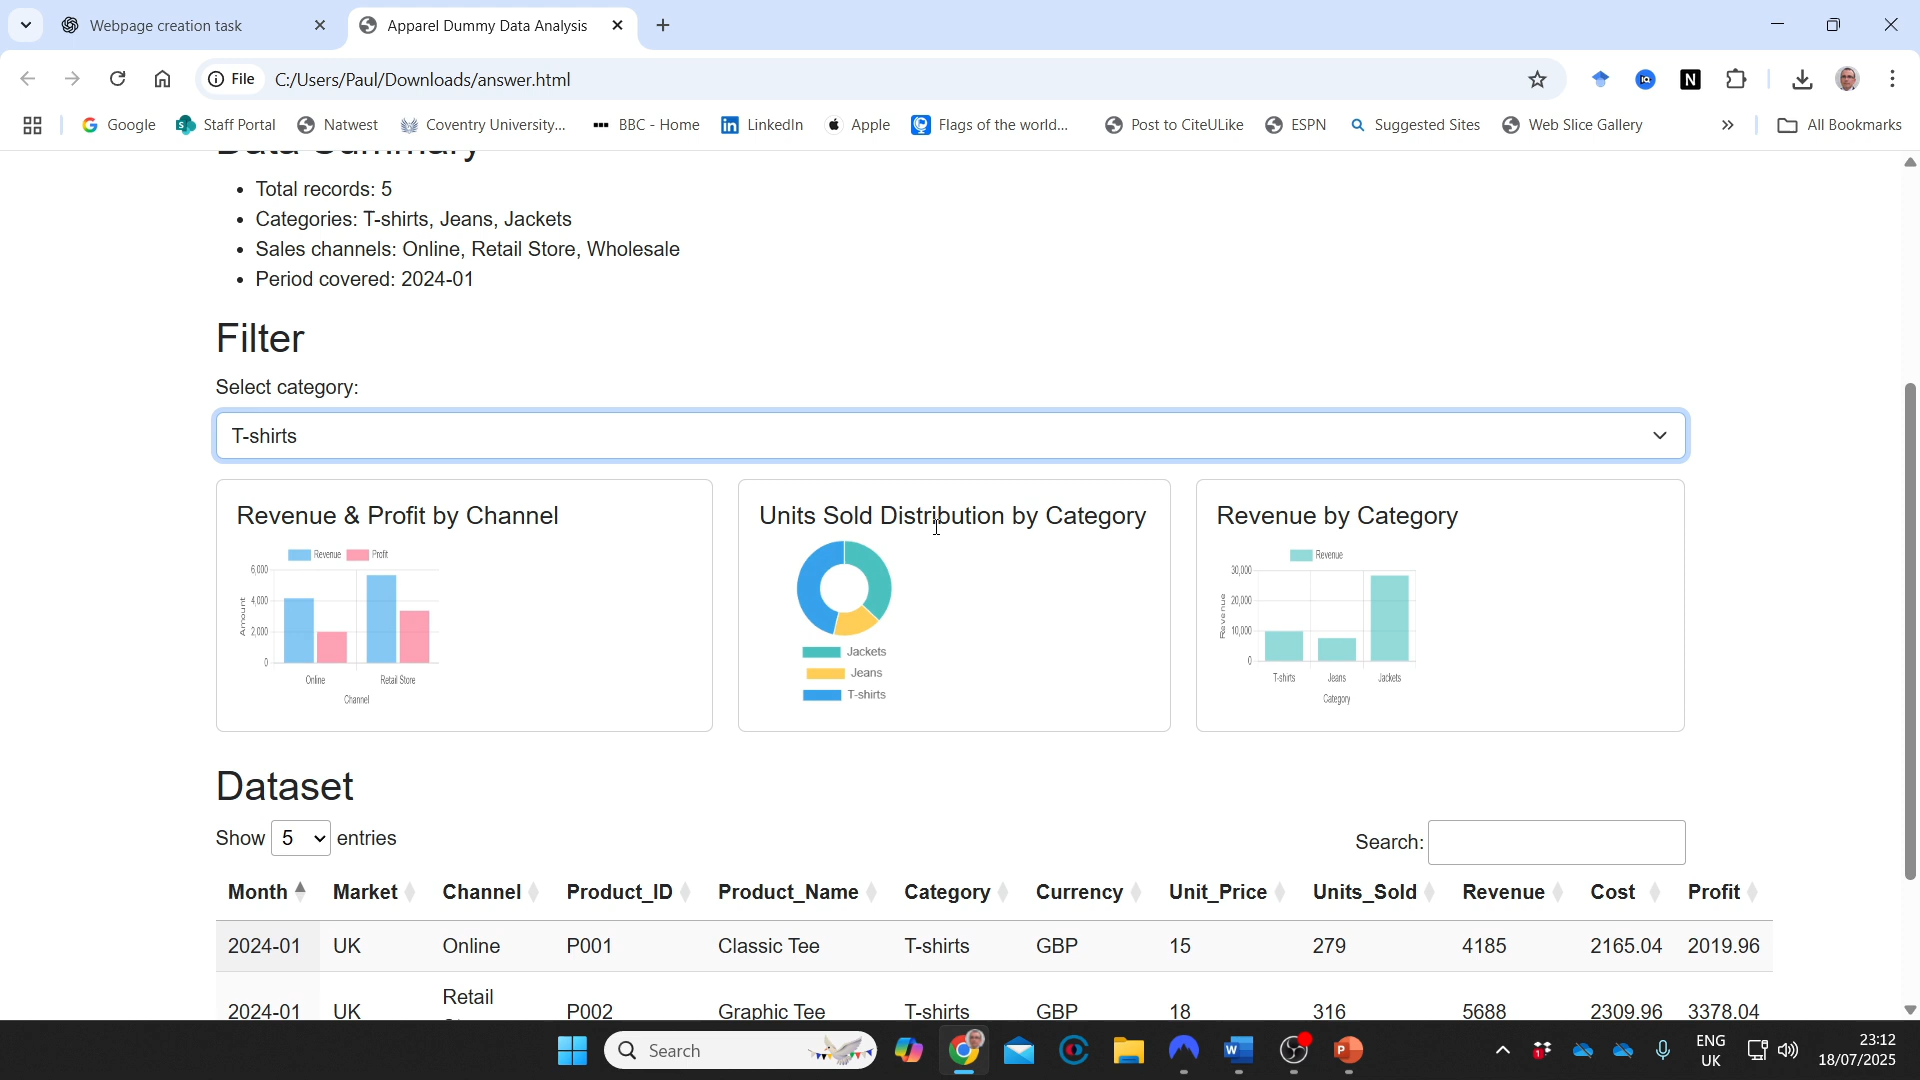 Webpage creation task
Apparel Dummy Data Analysis
File
C:/Users/Paul/Downloads/answer.html
Google
Staff Portal
Natwest
Coventry University...
BBC - Home
LinkedIn
Apple
Flags of the world...
Post to CiteULike
ESPN
Suggested Sites
Web Slice Gallery
»
All Bookmarks
Data Summary
• Total records: 5
• Categories: T-shirts, Jeans, Jackets
• Sales channels: Online, Retail Store, Wholesale
• Period covered: 2024-01
Filter
Select category:
T-shirts
Revenue & Profit by Channel
Revenue Profit
6,000
4,000
2,000
0
Amount
Online Retail Store
Channel
Units Sold Distribution by Category
Jackets
Jeans
T-shirts
Revenue by Category
Revenue
30,000
20,000
10,000
0
Revenue
T-shirts Jeans Jackets
Category
Dataset
Show 5 entries
Search:
Month Market Channel Product_ID Product_Name Category Currency Unit_Price Units_Sold Revenue Cost Profit
2024-01 UK Online P001 Classic Tee T-shirts GBP 15 279 4185 2165.04 2019.96
2024-01 UK Retail P002 Graphic Tee T-shirts GBP 18 316 5688 2309.96 3378.04
Search
ENG
UK
23:12
18/07/2025